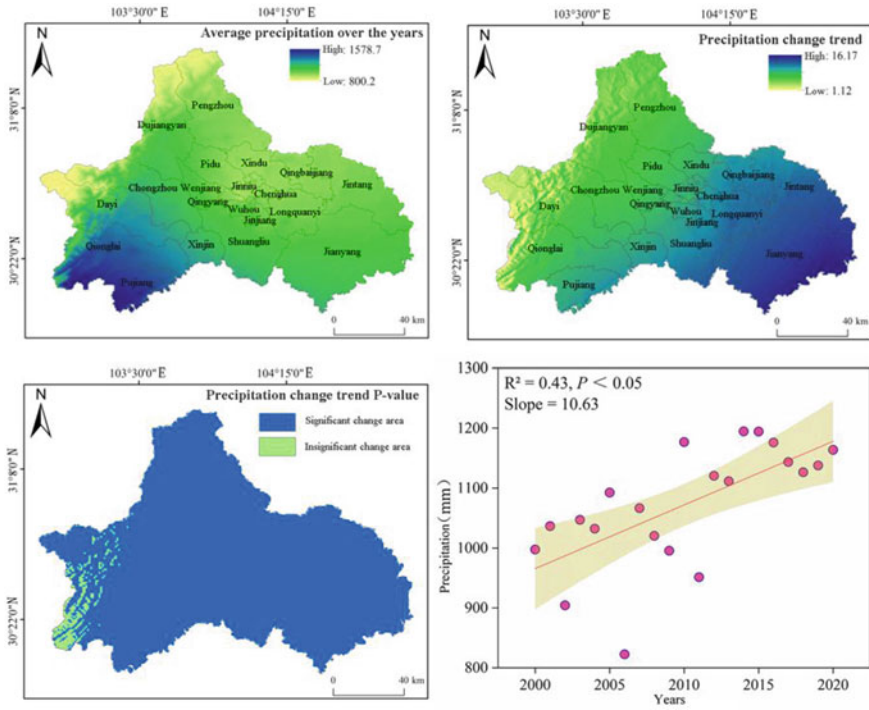 103°30'0" E
104°15'0" E
N
Average precipitation over the years
High: 1578.7
Low: 800.2
31°8'0"N
30°22'0"N
Pengzhou
Dujiangyan
Pidu
Xindu
Qingbaijiang
Jintang
Chongzhou
Wenjiang
Jinniu
Chenghua
Dayi
Qingyang
Wuhou
Longquanyi
Jinjiang
Qionglai
Xinjin
Shuangliu
Jianyang
Pujiang
0
40 km
103°30'0" E
104°15'0" E
N
Precipitation change trend
High: 16.17
Low: 1.12
31°8'0"N
30°22'0"N
Pengzhou
Dujiangyan
Pidu
Xindu
Qingbaijiang
Jintang
Chongzhou
Wenjiang
Jinniu
Chenghua
Dayi
Qingyang
Wuhou
Longquanyi
Jinjiang
Qionglai
Xinjin
Shuangliu
Jianyang
Pujiang
0
40 km
103°30'0" E
104°15'0" E
N
Precipitation change trend P-value
Significant change area
Insignificant change area
31°8'0"N
30°22'0"N
0
40 km
R² = 0.43, P < 0.05
Slope = 10.63
Precipitation(mm)
1300
1200
1100
1000
900
800
2000
2005
2010
2015
2020
Years